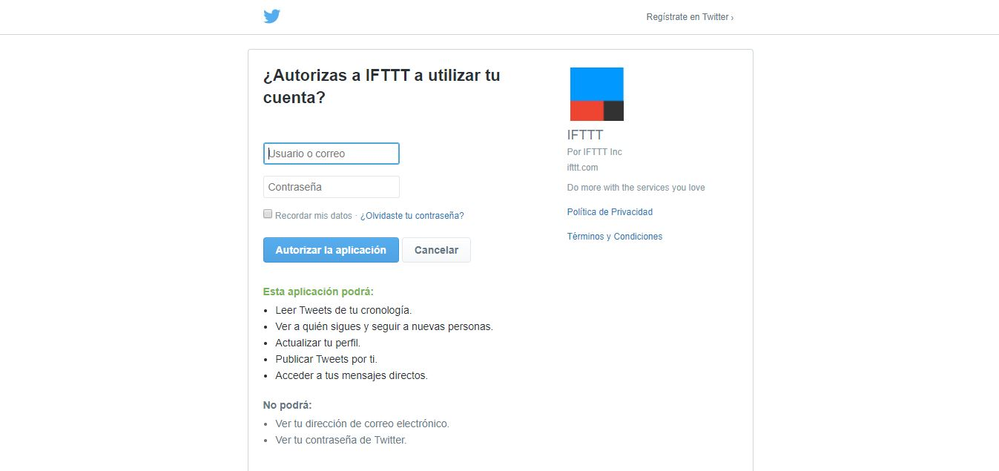 Regístrate en Twitter ›
¿Autorizas a IFTTT a utilizar tu
cuenta?
Usuario o correo
Contraseña
Recordar mis datos · ¿Olvidaste tu contraseña?
Autorizar la aplicación
Cancelar
Esta aplicación podrá:
• Leer Tweets de tu cronología.
• Ver a quién sigues y seguir a nuevas personas.
• Actualizar tu perfil.
• Publicar Tweets por ti.
• Acceder a tus mensajes directos.
No podrá:
• Ver tu dirección de correo electrónico.
• Ver tu contraseña de Twitter.
IFTTT
Por IFTTT Inc
ifttt.com
Do more with the services you love
Política de Privacidad
Términos y Condiciones